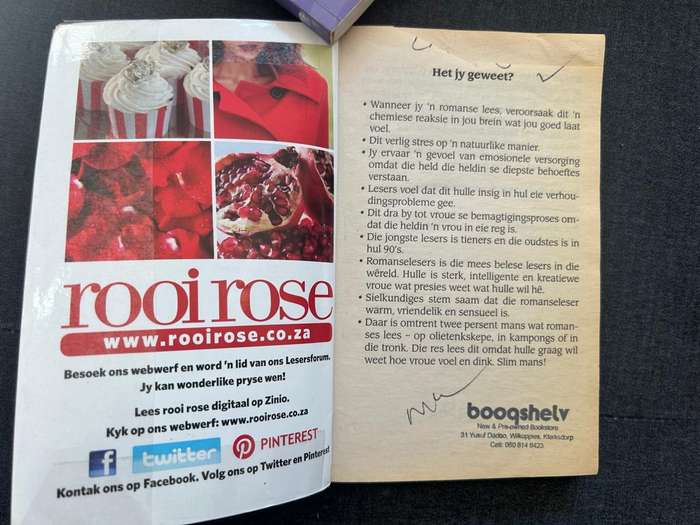 rooi rose
www.rooirose.co.za
Besoek ons webwerf en word 'n lid van ons Lesersforum.
Jy kan wonderlike pryse wen!
Lees rooi rose digitaal op Zinio.
Kyk op ons webwerf: www.rooirose.co.za
f twitter PINTEREST
Kontak ons op Facebook. Volg ons op Twitter en Pinterest
Het jy geweet?
• Wanneer jy 'n romanse lees, veroorsaak dit 'n
chemiese reaksie in jou brein wat jou goed laat
voel.
• Dit verlig stres op 'n natuurlike manier.
• Jy ervaar 'n gevoel van emosionele versorging
omdat die held die heldin se diepste behoeftes
verstaan.
• Lesers voel dat dit hulle insig in hul eie verhou-
dingsprobleme gee.
• Dit dra by tot vroue se bemagtigingsproses om-
dat die heldin 'n vrou in eie reg is.
• Die jongste lesers is tieners en die oudstes is in
hul 90's.
• Romanselesers is die mees belese lesers in die
wêreld. Hulle is sterk, intelligente en kreatiewe
vroue wat presies weet wat hulle wil hê.
• Sielkundiges stem saam dat die romanseleser
warm, vriendelik en sensueel is.
• Daar is omtrent twee persent mans wat roman-
ses lees – op olietenkskepe, in kampongs of in
die tronk. Die res lees dit omdat hulle graag wil
weet hoe vroue voel en dink. Slim mans!
booqshelv
New & Pre-owned Bookstore
31 Yusuf Dadoo, Wilkoppies, Klerksdorp
Cell: 060 814 6423